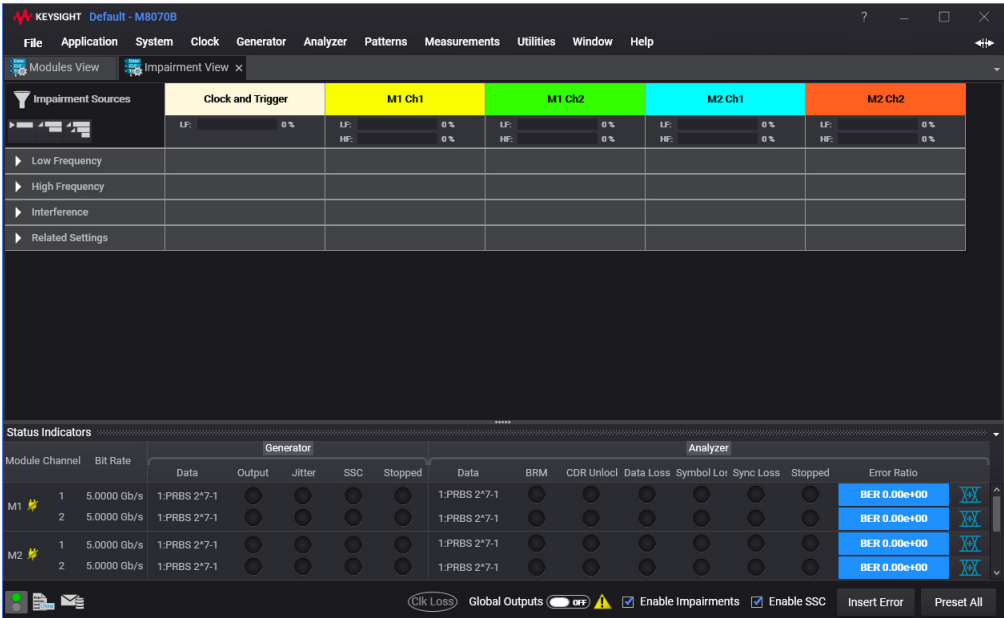 KEYSIGHT Default - M8070B ?
File Application System Clock Generator Analyzer Patterns Measurements Utilities Window Help
Modules View Impairment View ×
Impairment Sources Clock and Trigger M1 Ch1 M1 Ch2 M2 Ch1 M2 Ch2
LF: 0 % LF: 0 % LF: 0 % LF: 0 % LF: 0 %
HF: 0 % HF: 0 % HF: 0 % HF: 0 %
Low Frequency
High Frequency
Interference
Related Settings
Status Indicators
Generator Analyzer
Module Channel Bit Rate
Data Output Jitter SSC Stopped Data BRM CDR Unlocl Data Loss Symbol Los Sync Loss Stopped Error Ratio
M1 1 5.0000 Gb/s 1:PRBS 2^7-1 1:PRBS 2^7-1 BER 0.00e+00
2 5.0000 Gb/s 1:PRBS 2^7-1 1:PRBS 2^7-1 BER 0.00e+00
M2 1 5.0000 Gb/s 1:PRBS 2^7-1 1:PRBS 2^7-1 BER 0.00e+00
2 5.0000 Gb/s 1:PRBS 2^7-1 1:PRBS 2^7-1 BER 0.00e+00
Clk Loss Global Outputs OFF Enable Impairments Enable SSC Insert Error Preset All